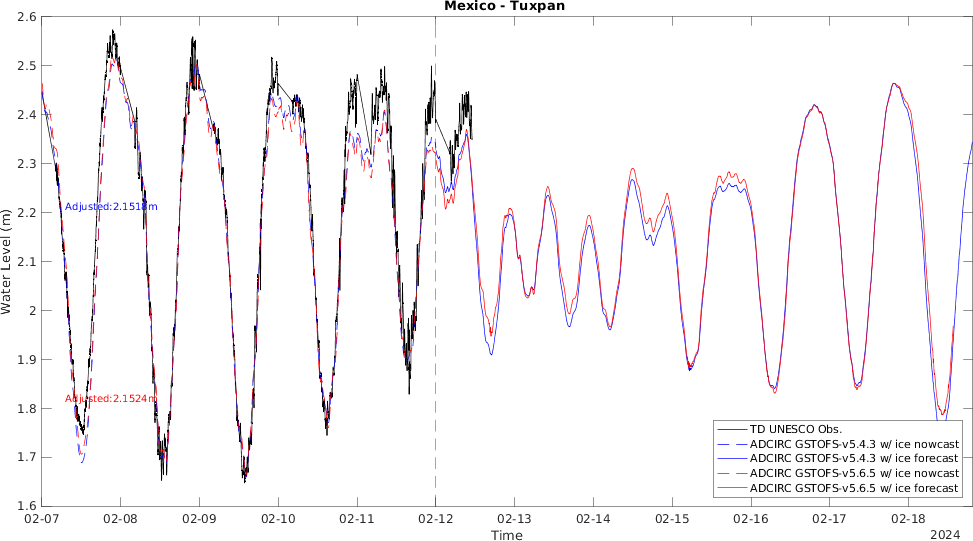 Mexico - Tuxpan
Water Level (m)
2.6
2.5
2.4
2.3
2.2
2.1
2
1.9
1.8
1.7
1.6
Adjusted:2.1518m
Adjusted:2.1524m
TD UNESCO Obs.
ADCIRC GSTOFS-v5.4.3 w/ ice nowcast
ADCIRC GSTOFS-v5.4.3 w/ ice forecast
ADCIRC GSTOFS-v5.6.5 w/ ice nowcast
ADCIRC GSTOFS-v5.6.5 w/ ice forecast
02-07 02-08 02-09 02-10 02-11 02-12 02-13 02-14 02-15 02-16 02-17 02-18
Time
2024